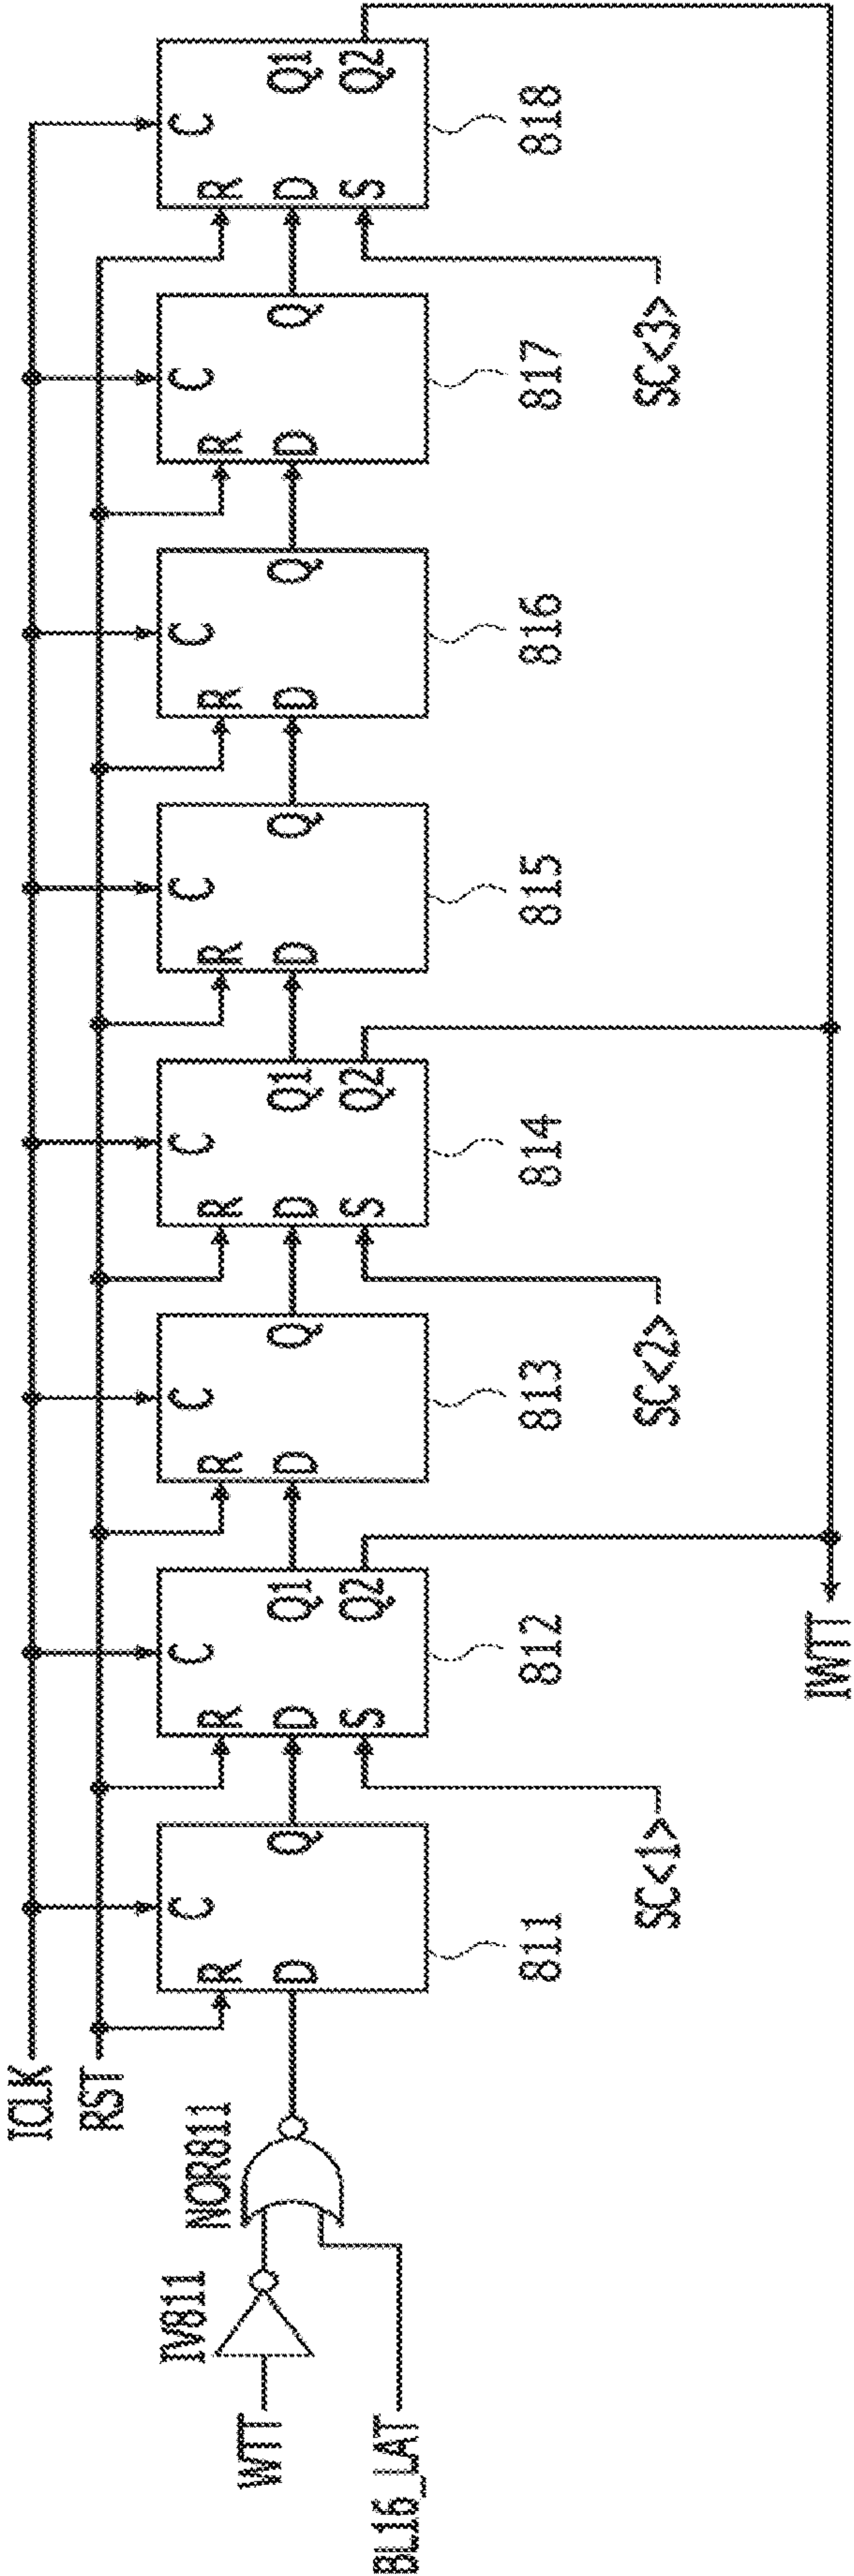 ICLK
RST
IV811 NOR811
C C C C C C C C
R R R R R R R R
WTT
D Q D Q1 D Q D Q1 D Q D Q D Q D Q1
S Q2 S Q2 S Q2
BL16_LAT
811 812 813 814 815 816 817 818
SC<1> SC<2> SC<3>
IWTT